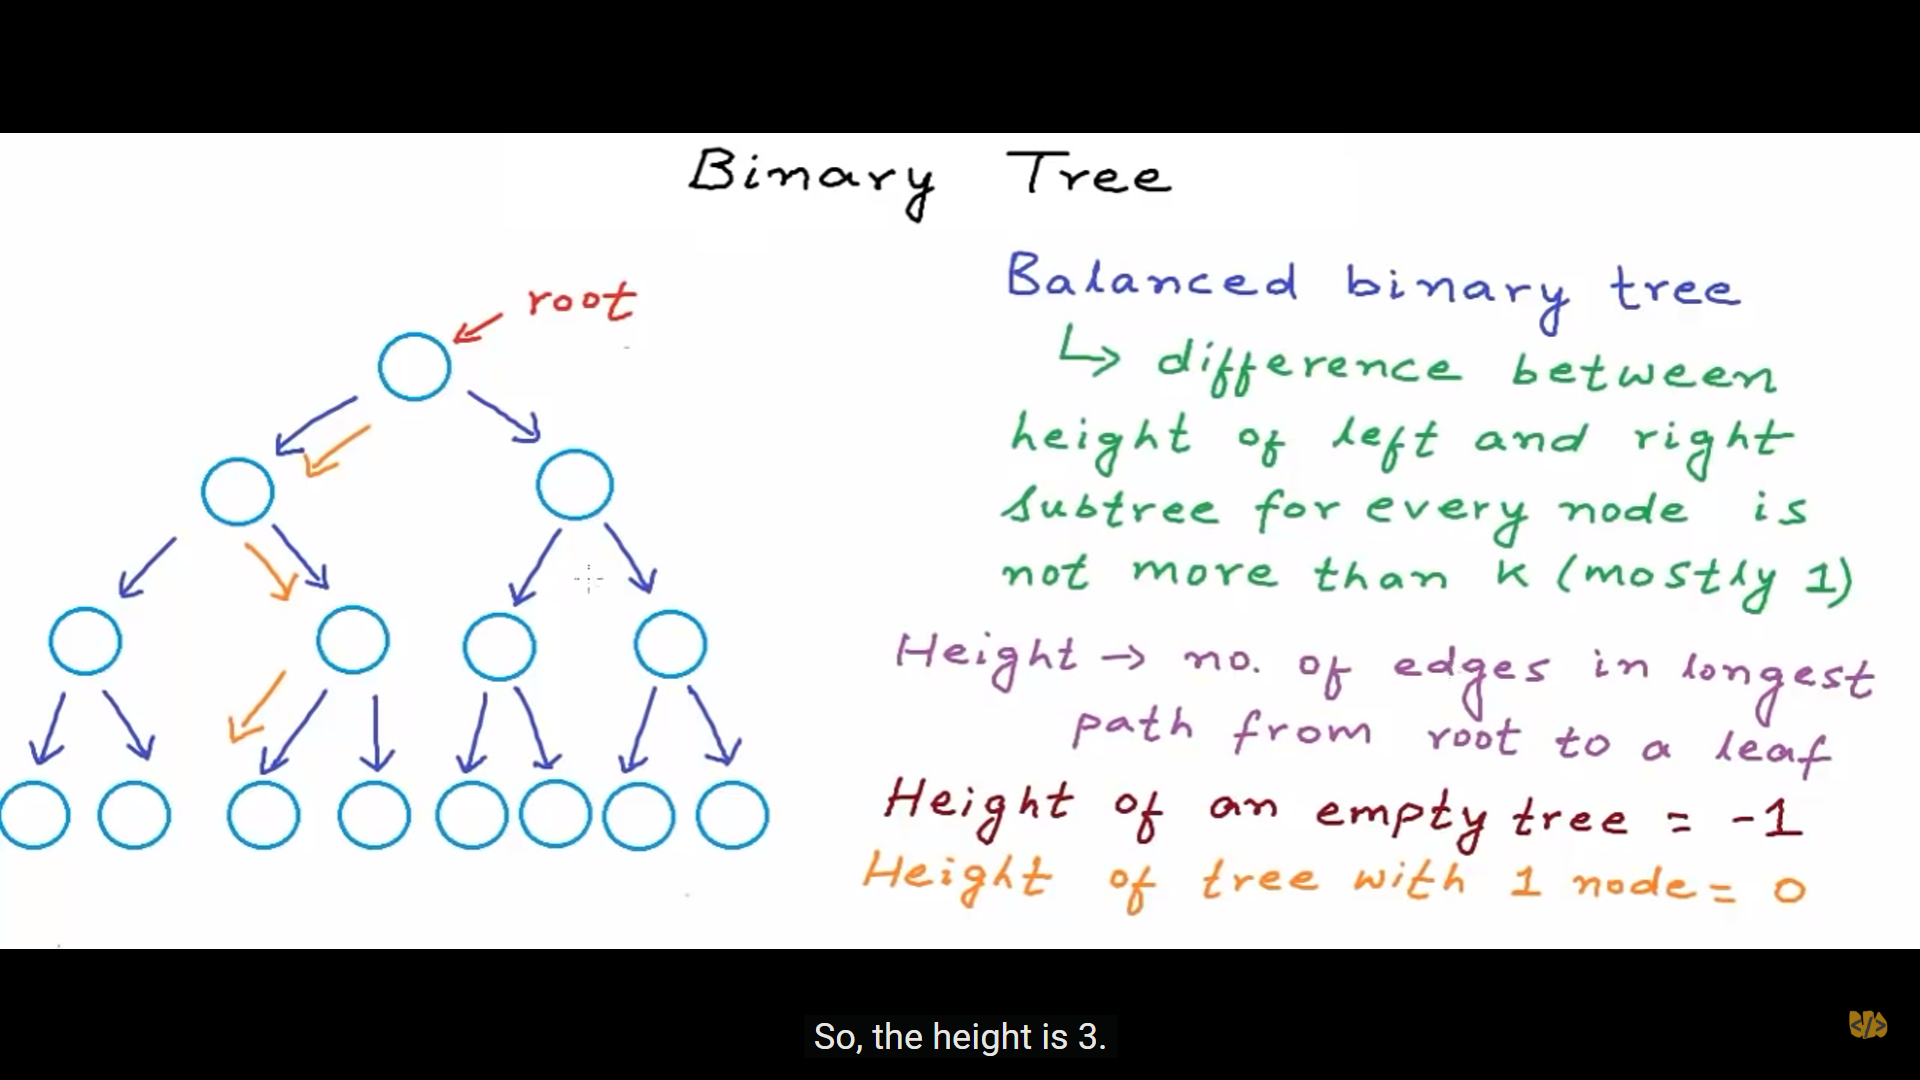 Binary Tree
root
Balanced binary tree
↳ difference between
height of left and right
subtree for every node is
not more than k (mostly 1)
Height → no. of edges in longest
path from root to a leaf
Height of an empty tree = -1
Height of tree with 1 node = 0
So, the height is 3.